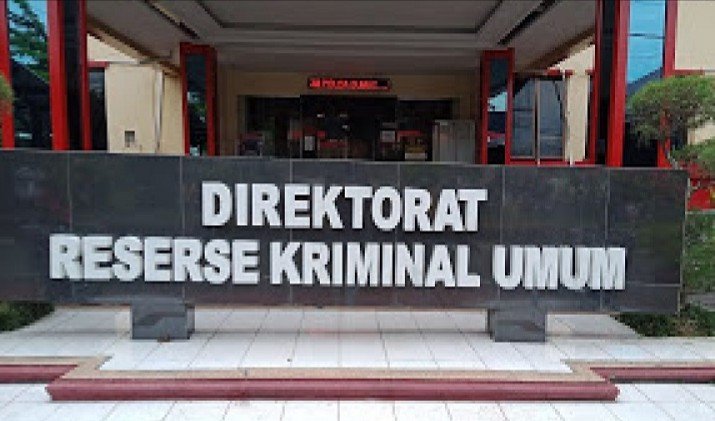 DIREKTORAT
RESERSE KRIMINAL UMUM